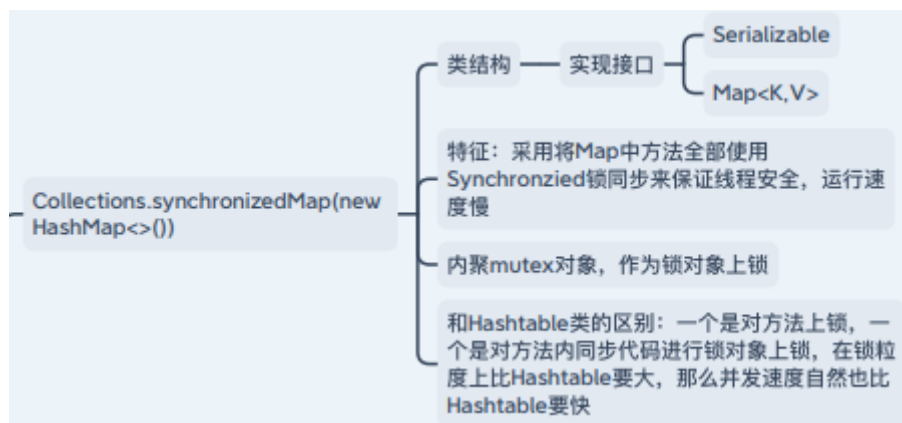 Serializable
类结构
实现接口
Map<K,V>
特征：采用将Map中方法全部使用
Synchronzied锁同步来保证线程安全，运行速
度慢
Collections.synchronizedMap(new
HashMap<>())
内聚mutex对象，作为锁对象上锁
和Hashtable类的区别：一个是对方法上锁，一
个是对方法内同步代码进行锁对象上锁，在锁粒
度上比Hashtable要大，那么并发速度自然也比
Hashtable要快